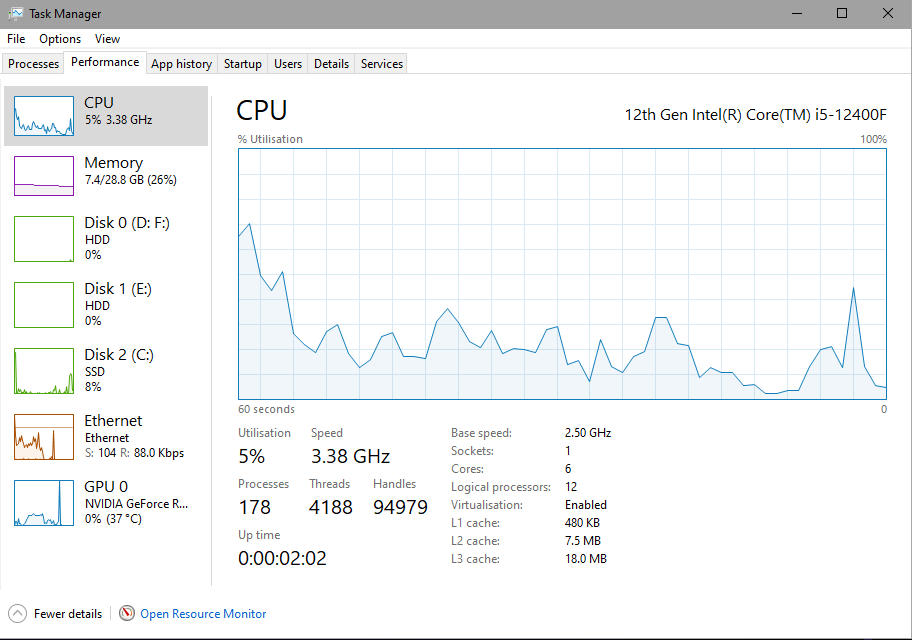 Task Manager
File Options View
Processes Performance App history Startup Users Details Services
CPU
5% 3.38 GHz
Memory
7.4/28.8 GB (26%)
Disk 0 (D: F:)
HDD
0%
Disk 1 (E:)
HDD
0%
Disk 2 (C:)
SSD
8%
Ethernet
Ethernet
S: 104 R: 88.0 Kbps
GPU 0
NVIDIA GeForce R...
0% (37 °C)
CPU 12th Gen Intel(R) Core(TM) i5-12400F
% Utilisation 100%
60 seconds 0
Utilisation Speed
5% 3.38 GHz
Processes Threads Handles
178 4188 94979
Up time
0:00:02:02
Base speed: 2.50 GHz
Sockets: 1
Cores: 6
Logical processors: 12
Virtualisation: Enabled
L1 cache: 480 KB
L2 cache: 7.5 MB
L3 cache: 18.0 MB
Fewer details Open Resource Monitor